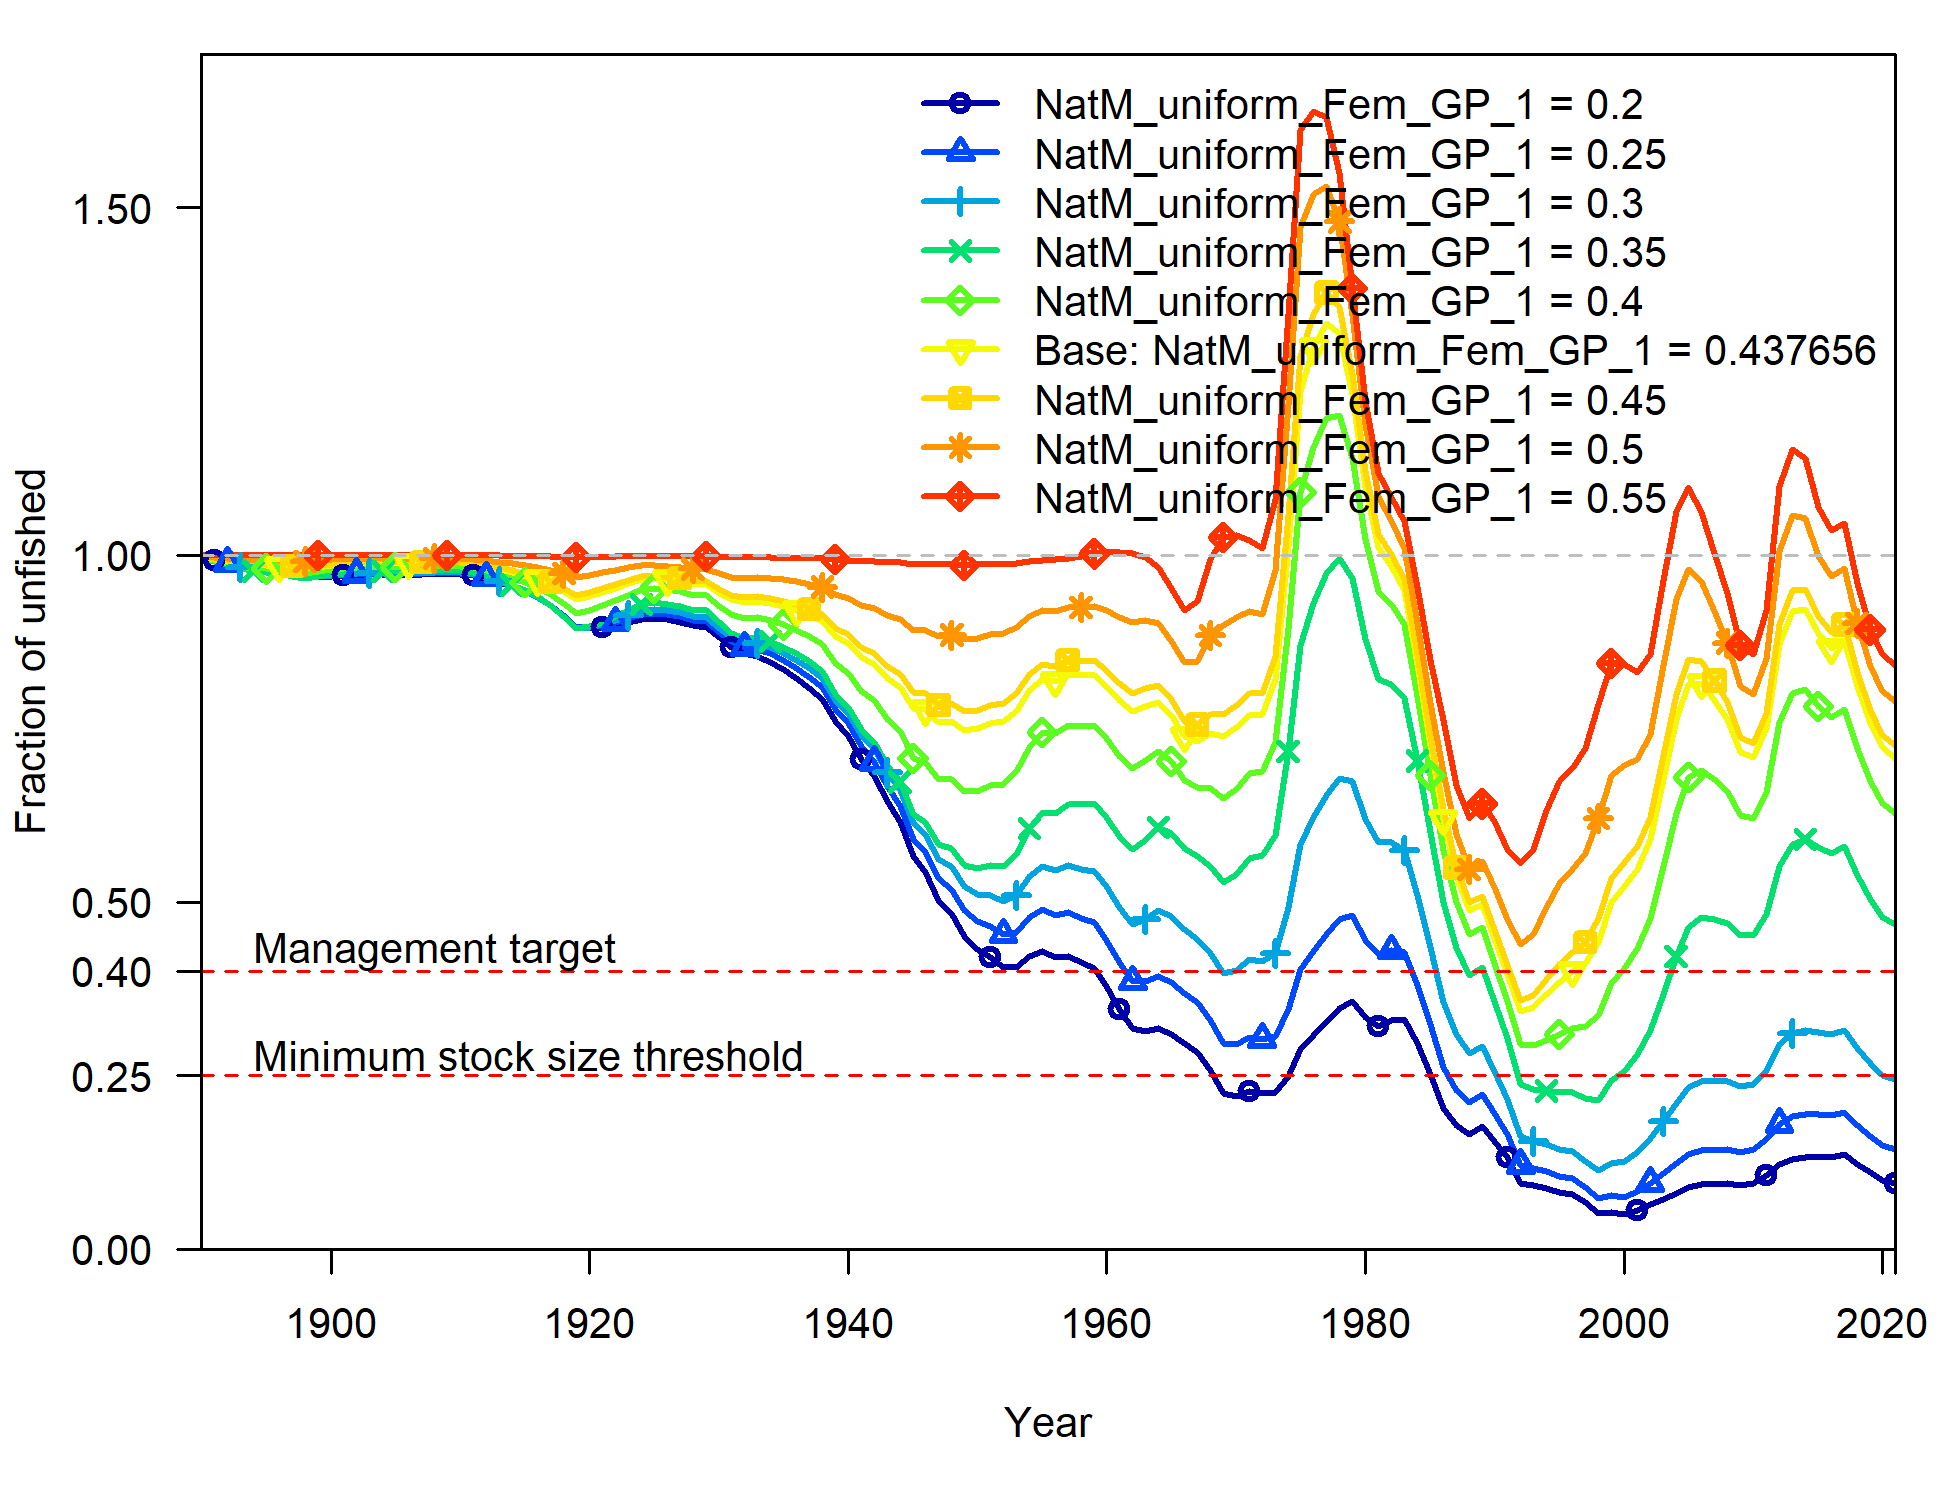 NatM_uniform_Fem_GP_1 = 0.2
NatM_uniform_Fem_GP_1 = 0.25
NatM_uniform_Fem_GP_1 = 0.3
NatM_uniform_Fem_GP_1 = 0.35
NatM_uniform_Fem_GP_1 = 0.4
Base: NatM_uniform_Fem_GP_1 = 0.437656
NatM_uniform_Fem_GP_1 = 0.45
NatM_uniform_Fem_GP_1 = 0.5
NatM_uniform_Fem_GP_1 = 0.55
Fraction of unfished
1.50
1.00
0.50
0.40
0.25
0.00
Management target
Minimum stock size threshold
1900 1920 1940 1960 1980 2000 2020
Year